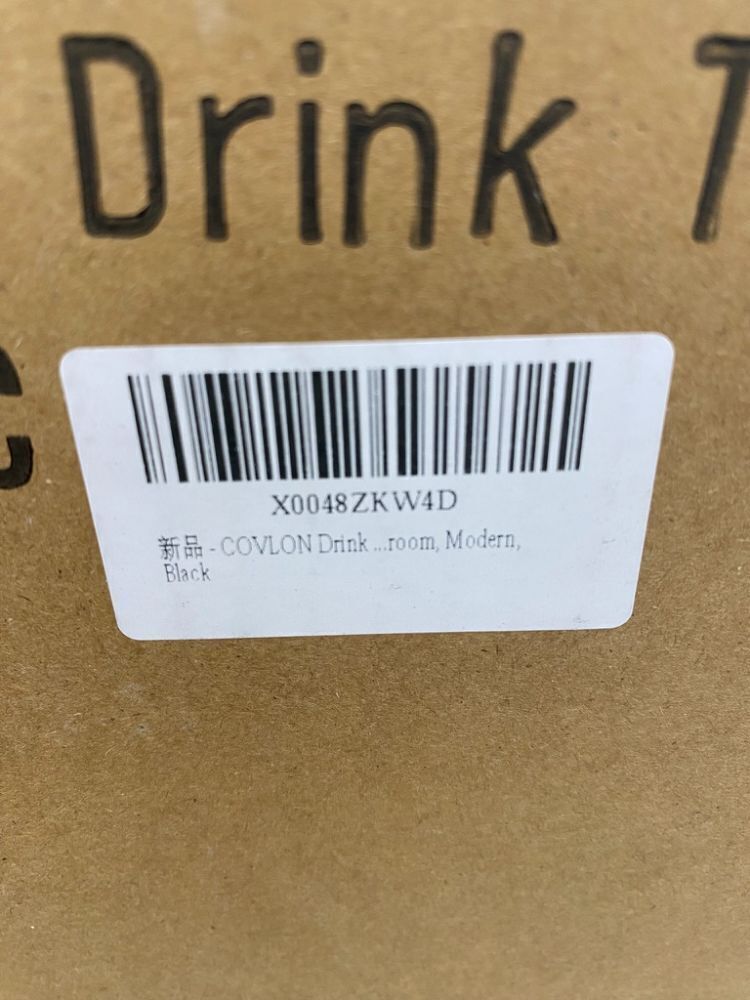 Drink T
X0048ZKW4D
新品 - COVLON Drink ...room, Modern,
Black